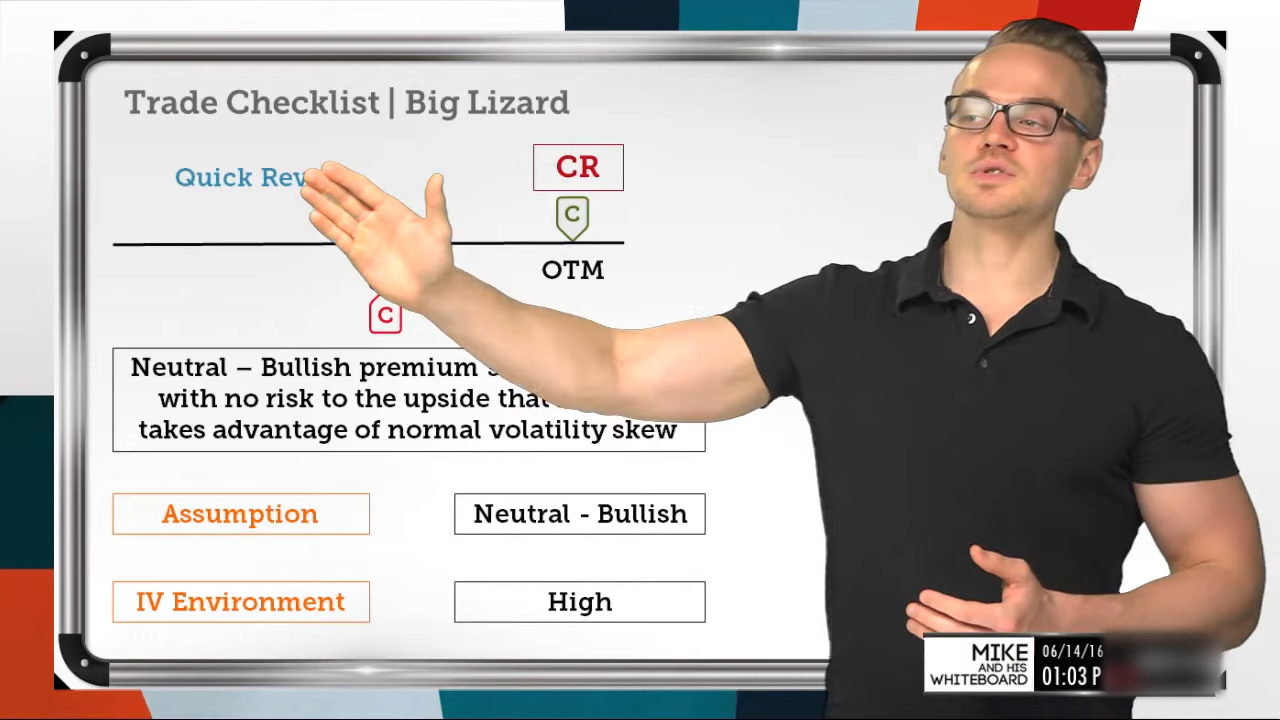 Trade Checklist | Big Lizard
Quick Rev
CR
C
OTM
C
Neutral – Bullish premium
with no risk to the upside that
takes advantage of normal volatility skew
Assumption
Neutral - Bullish
IV Environment
High
MIKE
AND HIS
WHITEBOARD
06/14/16
01:03 P